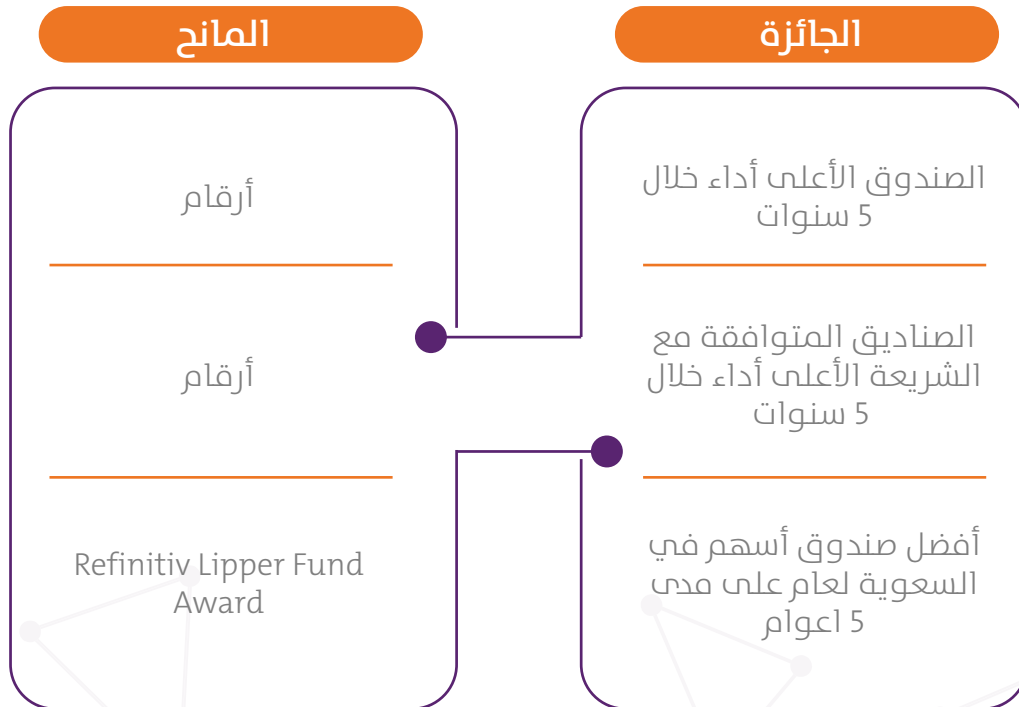 الجائزة
المانح
الصندوق الأعلى أداء خلال
5 سنوات
أرقام
الصناديق المتوافقة مع
الشريعة الأعلى أداء خلال
5 سنوات
أرقام
أفضل صندوق أسهم في
السعوية لعام على مدى
5 اعوام
Refinitiv Lipper Fund
Award